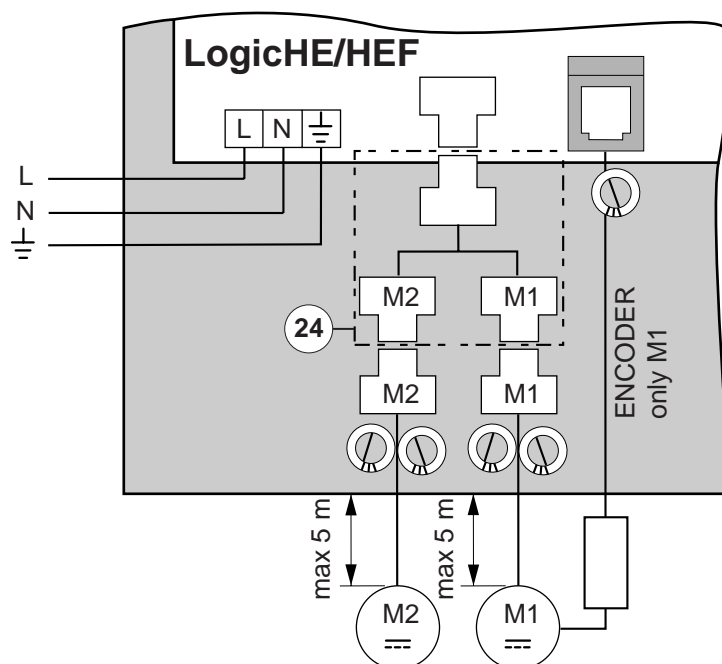 LogicHE/HEF
L N
L
N
M2 M1
24
M2 M1
ENCODER
only M1
max 5 m
max 5 m
M2
M1